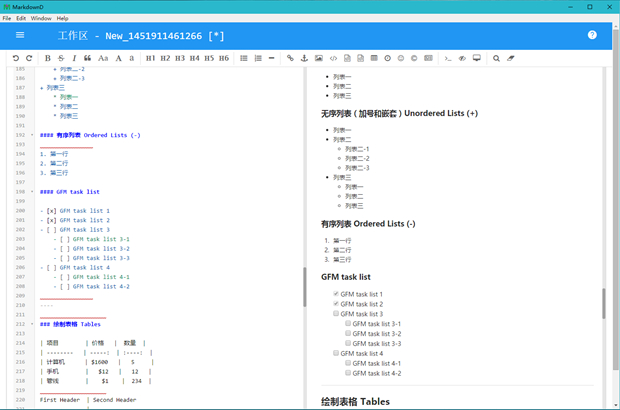 MarkdownD
File Edit Window Help
工作区 - New_1451911461266 [*]
B S I Aa A a H1 H2 H3 H4 H5 H6
185 + 列表二-2
186 + 列表二-3
187 + 列表三
188 * 列表一
189 * 列表二
190 * 列表三
191
192 #### 有序列表 Ordered Lists (-)
193
194 1. 第一行
195 2. 第二行
196 3. 第三行
197
198 #### GFM task list
199
200 - [x] GFM task list 1
201 - [x] GFM task list 2
202 - [ ] GFM task list 3
203 - [ ] GFM task list 3-1
204 - [ ] GFM task list 3-2
205 - [ ] GFM task list 3-3
206 - [ ] GFM task list 4
207 - [ ] GFM task list 4-1
208 - [ ] GFM task list 4-2
209
210 ----
211
212 ### 绘制表格 Tables
213
214 | 项目 | 价格 | 数量 |
215 | -------- | -----: | :----: |
216 | 计算机 | $1600 | 5 |
217 | 手机 | $12 | 12 |
218 | 管线 | $1 | 234 |
219
220 First Header | Second Header
列表一
列表二
列表三
无序列表（加号和嵌套）Unordered Lists (+)
列表一
列表二
列表二-1
列表二-2
列表二-3
列表三
列表一
列表二
列表三
有序列表 Ordered Lists (-)
1. 第一行
2. 第二行
3. 第三行
GFM task list
GFM task list 1
GFM task list 2
GFM task list 3
GFM task list 3-1
GFM task list 3-2
GFM task list 3-3
GFM task list 4
GFM task list 4-1
GFM task list 4-2
绘制表格 Tables